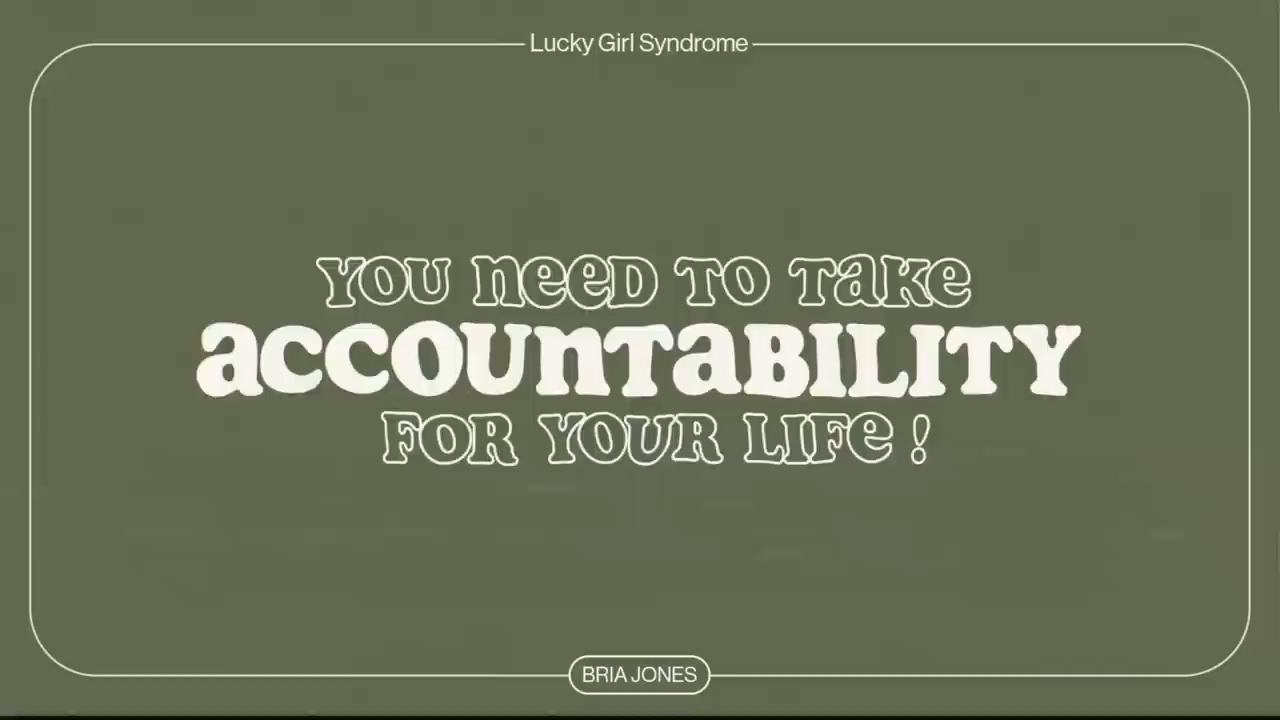 Lucky Girl Syndrome
YOU neeD TO Take
accounTaBILITY
FOR YOUR LIFe !
BRIA JONES